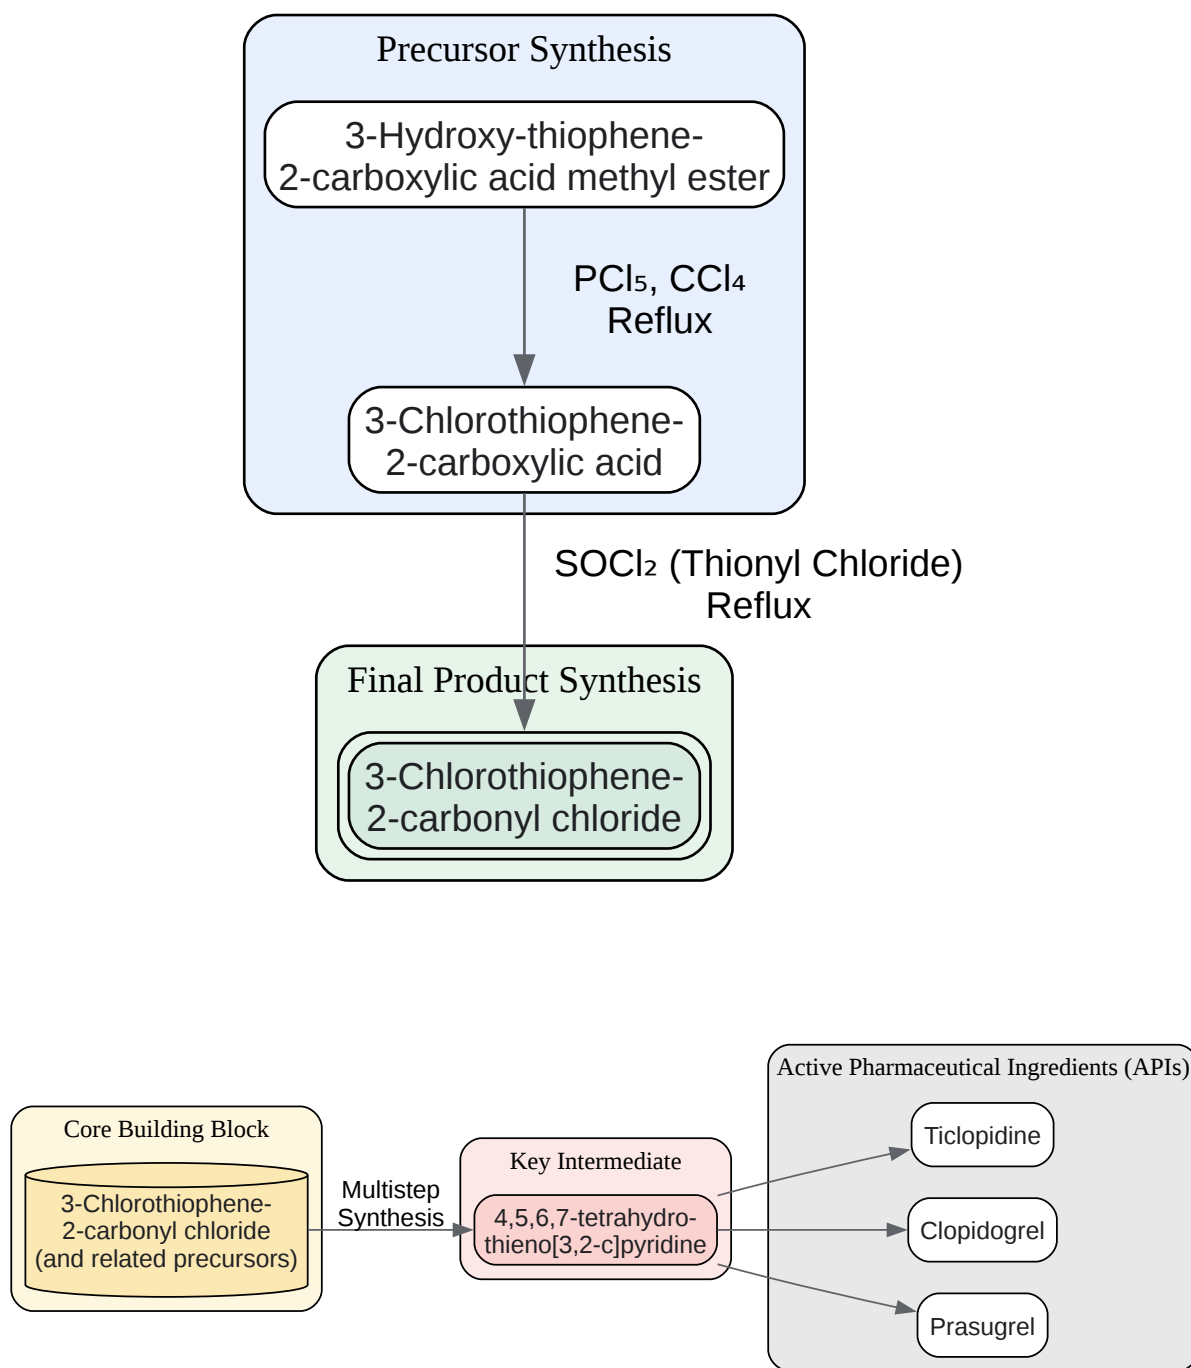 Precursor Synthesis
3-Hydroxy-thiophene-
2-carboxylic acid methyl ester
PCl₅, CCl₄
Reflux
3-Chlorothiophene-
2-carboxylic acid
SOCl₂ (Thionyl Chloride)
Reflux
Final Product Synthesis
3-Chlorothiophene-
2-carbonyl chloride
Core Building Block
3-Chlorothiophene-
2-carbonyl chloride
(and related precursors)
Multistep
Synthesis
Key Intermediate
4,5,6,7-tetrahydro-
thieno[3,2-c]pyridine
Active Pharmaceutical Ingredients (APIs)
Ticlopidine
Clopidogrel
Prasugrel